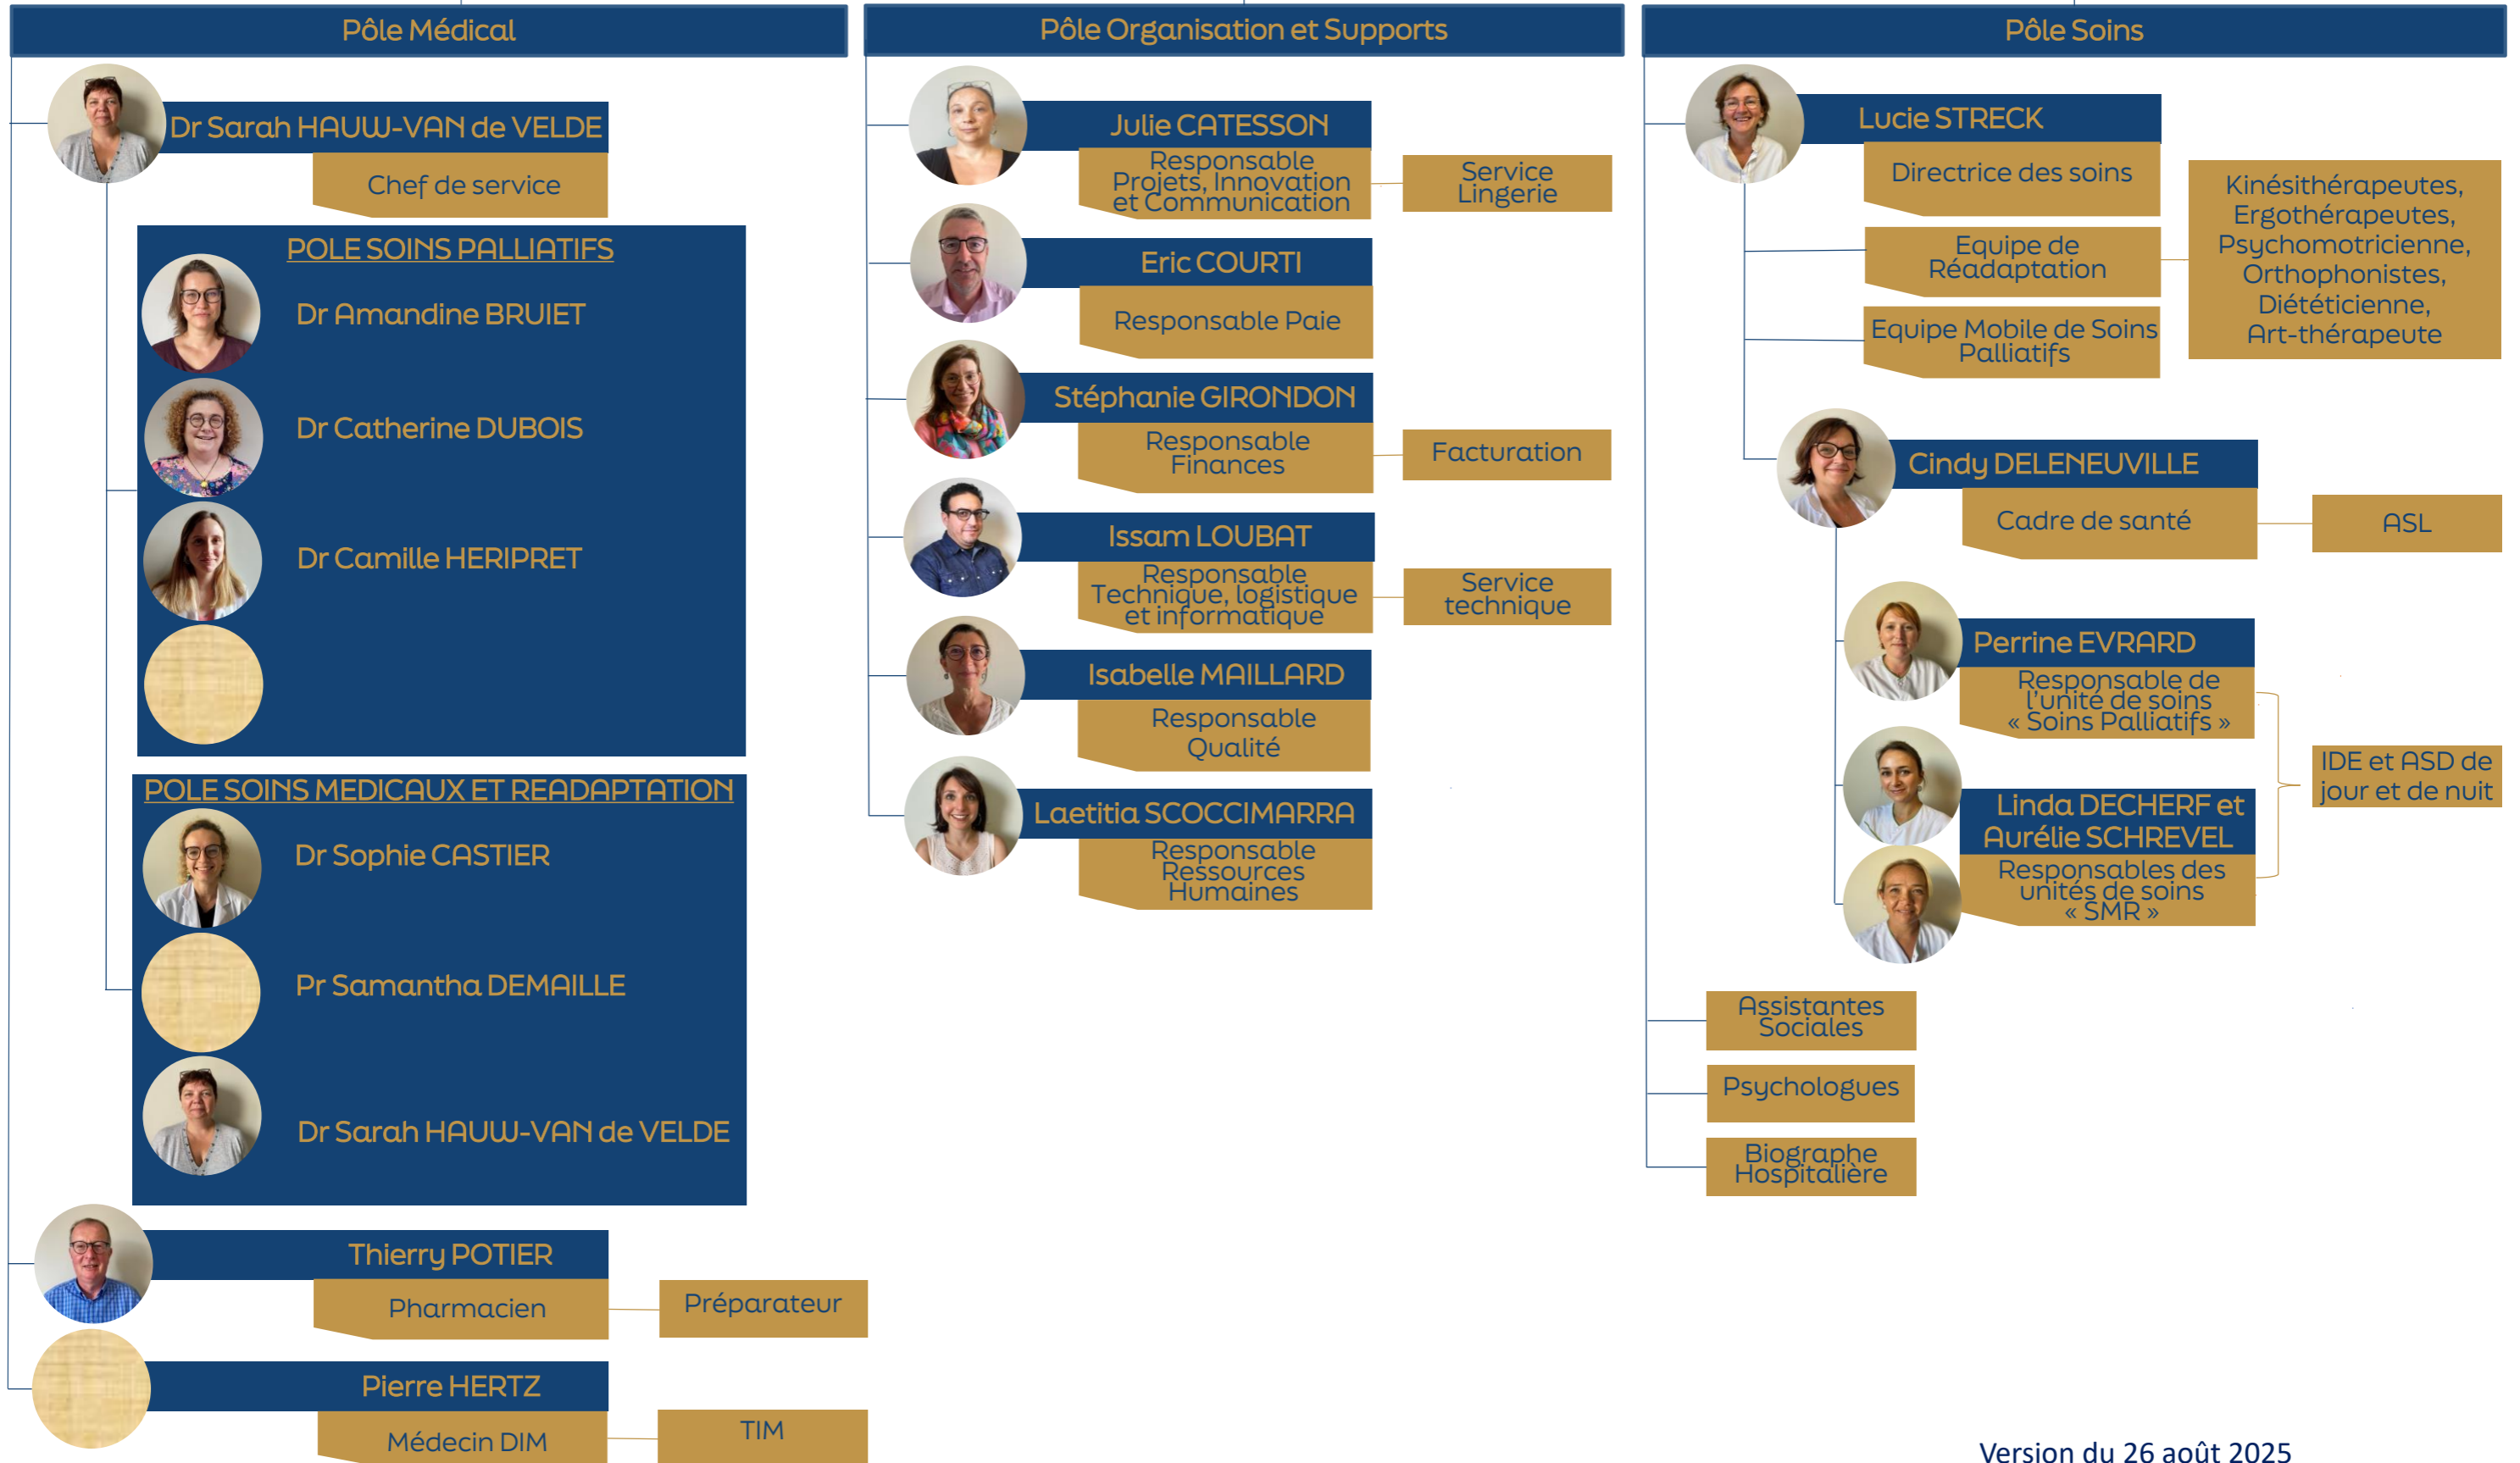 Pôle Médical
Dr Sarah HAUW-VAN de VELDE
Chef de service
POLE SOINS PALLIATIFS
Dr Amandine BRUIET
Dr Catherine DUBOIS
Dr Camille HERIPRET
POLE SOINS MEDICAUX ET READAPTATION
Dr Sophie CASTIER
Pr Samantha DEMAILLE
Dr Sarah HAUW-VAN de VELDE
Thierry POTIER
Pharmacien
Préparateur
Pierre HERTZ
Médecin DIM
TIM
Pôle Organisation et Supports
Julie CATESSON
Responsable
Projets, Innovation
et Communication
Service
Lingerie
Eric COURTI
Responsable Paie
Stéphanie GIRONDON
Responsable
Finances
Facturation
Issam LOUBAT
Responsable
Technique, logistique
et informatique
Service
technique
Isabelle MAILLARD
Responsable
Qualité
Laetitia SCOCCIMARRA
Responsable
Ressources
Humaines
Pôle Soins
Lucie STRECK
Directrice des soins
Equipe de
Réadaptation
Kinésithérapeutes,
Ergothérapeutes,
Psychomotricienne,
Orthophonistes,
Diététicienne,
Art-thérapeute
Equipe Mobile de Soins
Palliatifs
Cindy DELENEUVILLE
Cadre de santé
ASL
Perrine EVRARD
Responsable de
l'unité de soins
« Soins Palliatifs »
Linda DECHERF et
Aurélie SCHREVEL
Responsables des
unités de soins
« SMR »
IDE et ASD de
jour et de nuit
Assistantes
Sociales
Psychologues
Biographe
Hospitalière
Version du 26 août 2025